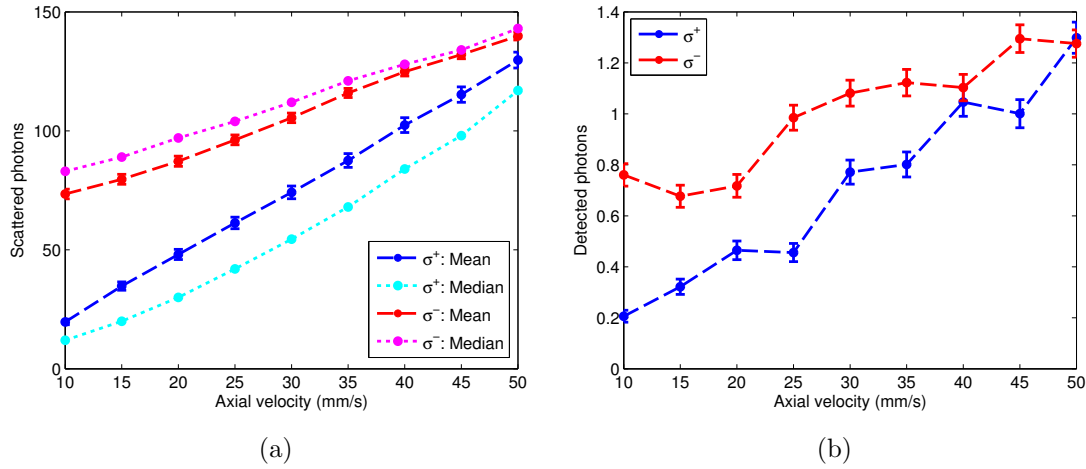 150
100
50
0
Scattered photons
10 15 20 25 30 35 40 45 50
Axial velocity (mm/s)
σ⁺: Mean
σ⁺: Median
σ⁻: Mean
σ⁻: Median
(a)
1.4
1.2
1
0.8
0.6
0.4
0.2
0
Detected photons
10 15 20 25 30 35 40 45 50
Axial velocity (mm/s)
σ⁺
σ⁻
(b)